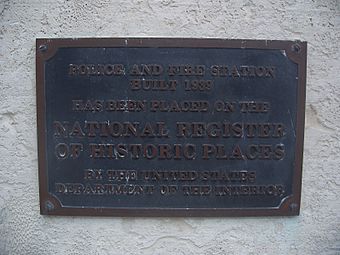 POLICE AND FIRE STATION
BUILT 1939
HAS BEEN PLACED ON THE
NATIONAL REGISTER
OF HISTORIC PLACES
BY THE UNITED STATES
DEPARTMENT OF THE INTERIOR